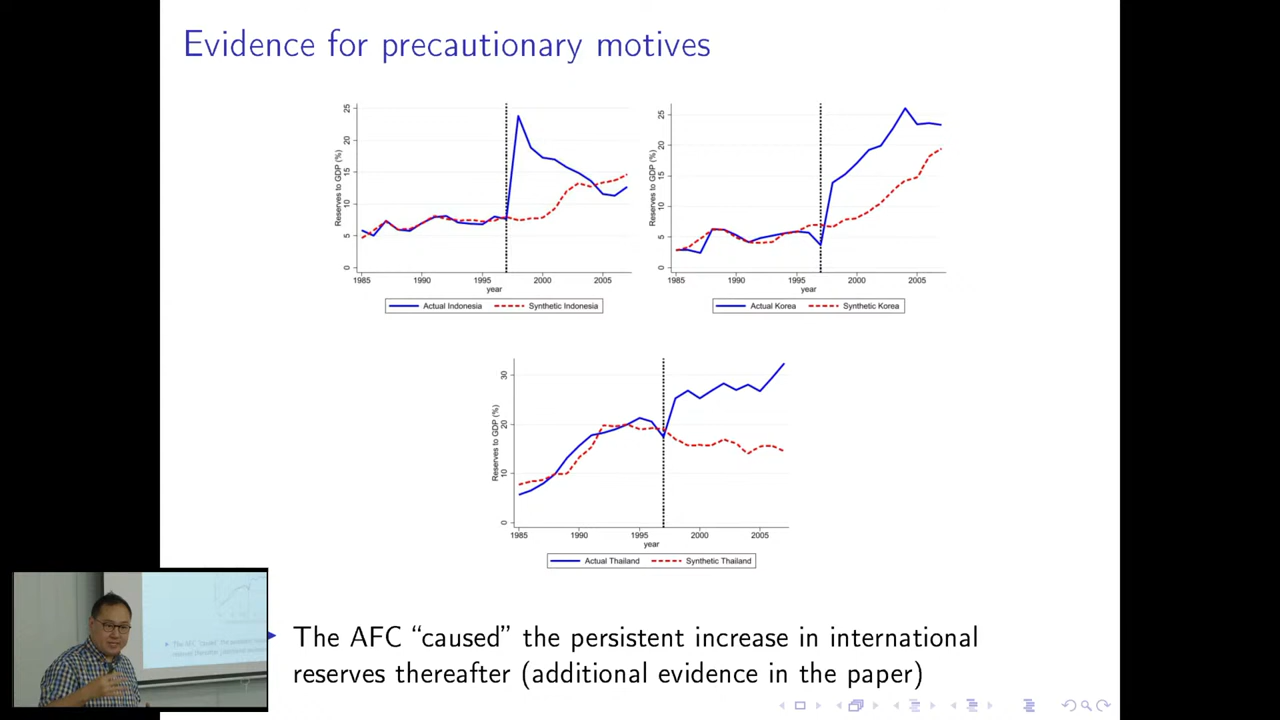 Evidence for precautionary motives
Reserves to GDP (%)
0
5
10
15
20
25
1985
1990
1995
2000
2005
year
Actual Indonesia
Synthetic Indonesia
Reserves to GDP (%)
0
5
10
15
20
25
1985
1990
1995
2000
2005
year
Actual Korea
Synthetic Korea
Reserves to GDP (%)
0
10
20
30
1985
1990
1995
2000
2005
year
Actual Thailand
Synthetic Thailand
The AFC “caused” the persistent increase in international
reserves thereafter (additional evidence in the paper)